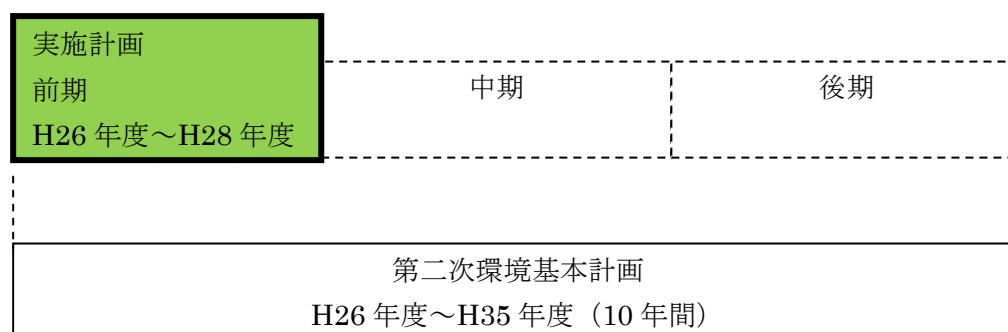 実施計画
前期
H26 年度～H28 年度
中期
後期
第二次環境基本計画
H26 年度～H35 年度（10 年間）